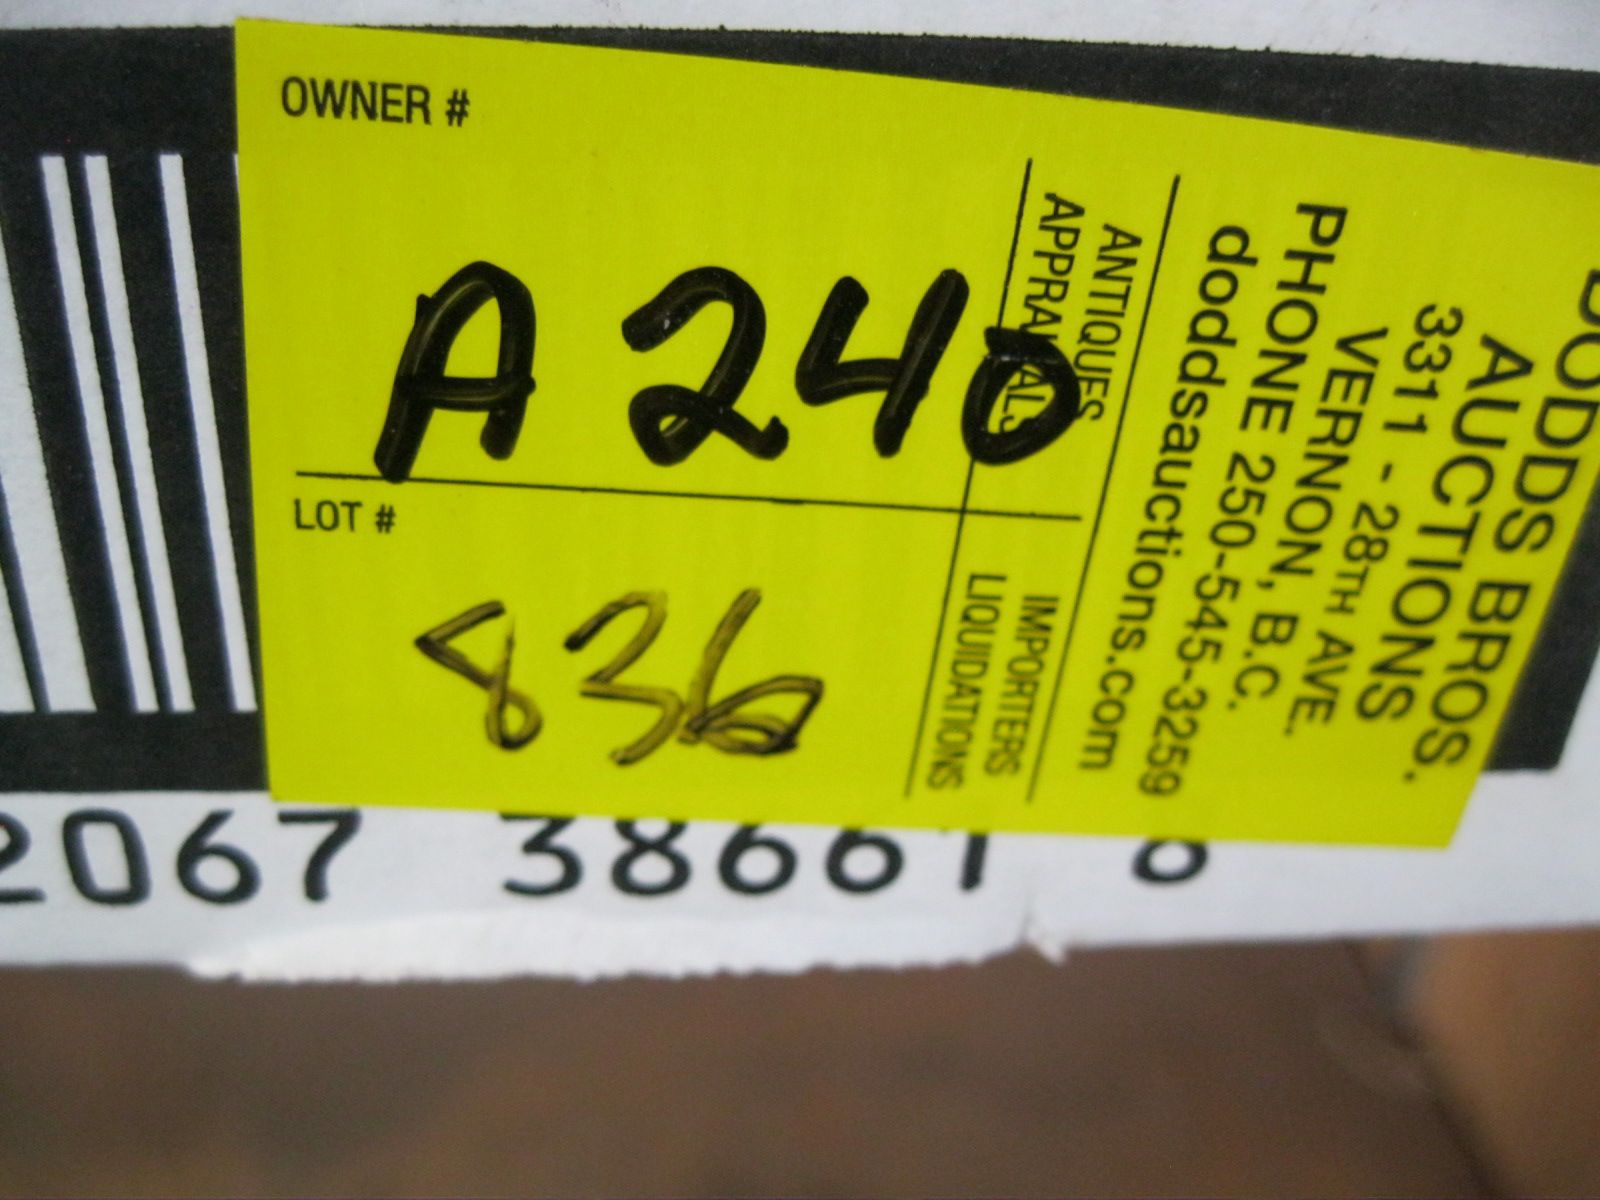 OWNER #
A 240
LOT #
836
DODDS BROS.
AUCTIONS
3311 - 28TH AVE.
VERNON, B.C.
PHONE 250-545-3259
doddsauctions.com
ANTIQUES
APPRAISALS
IMPORTERS
LIQUIDATIONS
2067 38661 6